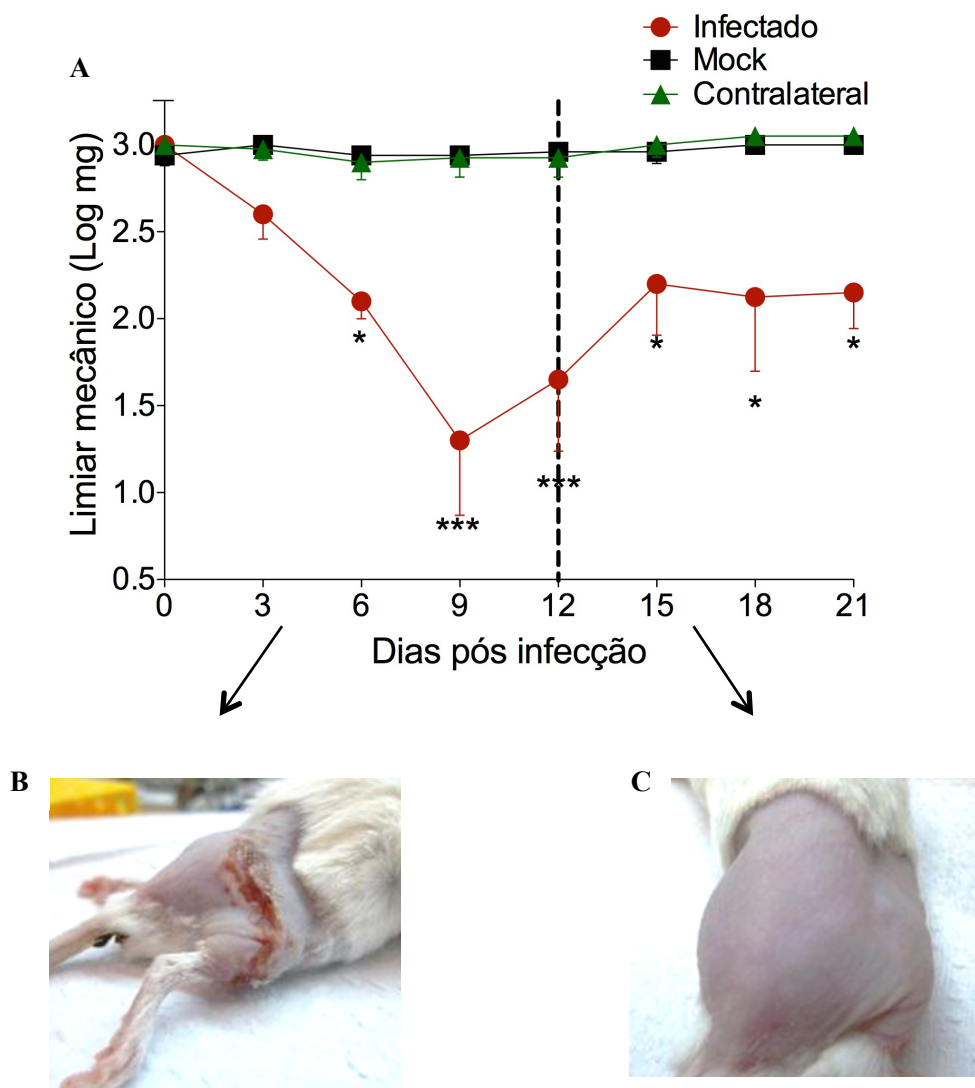 Infectado
Mock
Contralateral
A
Limiar mecânico (Log mg)
3.0
2.5
2.0
*
*
*
1.5
*
1.0
***
***
0.5
0 3 6 9 12 15 18 21
Dias pós infecção
B
C